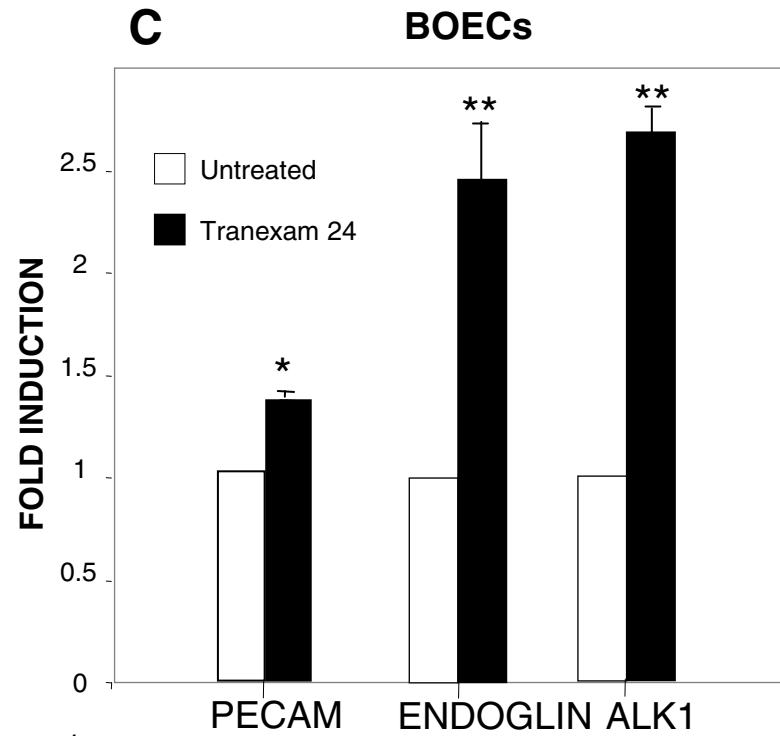 C BOECs
**
**
2.5
Untreated
Tranexam 24
2
FOLD INDUCTION
1.5
*
1
0.5
0
PECAM ENDOGLIN ALK1